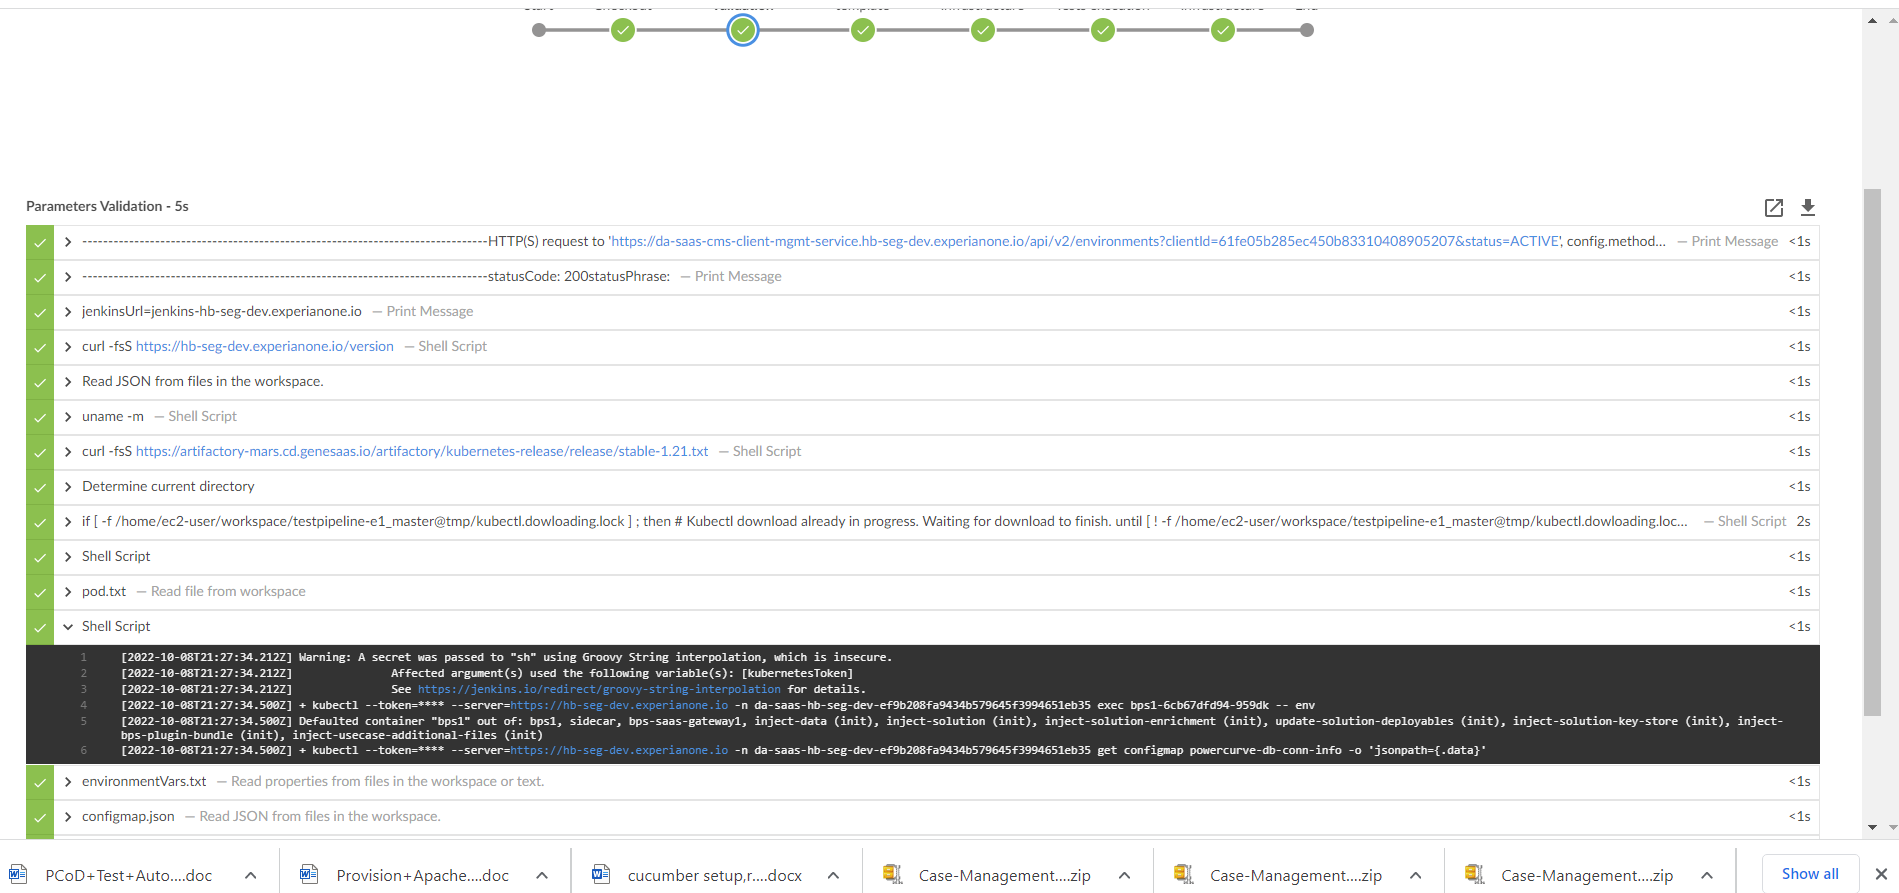 Parameters Validation - 5s
--------------------------------------------------------------------------------HTTP(S) request to 'https://da-saas-cms-client-mgmt-service.hb-seg-dev.experianone.io/api/v2/environments?clientId=61fe05b285ec450b83310408905207&status=ACTIVE', config.method... — Print Message <1s
--------------------------------------------------------------------------------statusCode: 200statusPhrase: — Print Message <1s
jenkinsUrl=jenkins-hb-seg-dev.experianone.io — Print Message <1s
curl -fsS https://hb-seg-dev.experianone.io/version — Shell Script <1s
Read JSON from files in the workspace. <1s
uname -m — Shell Script <1s
curl -fsS https://artifactory-mars.cd.genesaas.io/artifactory/kubernetes-release/release/stable-1.21.txt — Shell Script <1s
Determine current directory <1s
if [ -f /home/ec2-user/workspace/testpipeline-e1_master@tmp/kubectl.dowloading.lock ] ; then # Kubectl download already in progress. Waiting for download to finish. until [ ! -f /home/ec2-user/workspace/testpipeline-e1_master@tmp/kubectl.dowloading.loc... — Shell Script 2s
Shell Script <1s
pod.txt — Read file from workspace <1s
Shell Script <1s
1 [2022-10-08T21:27:34.212Z] Warning: A secret was passed to "sh" using Groovy String interpolation, which is insecure.
2 [2022-10-08T21:27:34.212Z] Affected argument(s) used the following variable(s): [kubernetesToken]
3 [2022-10-08T21:27:34.212Z] See https://jenkins.io/redirect/groovy-string-interpolation for details.
4 [2022-10-08T21:27:34.500Z] + kubectl --token=**** --server=https://hb-seg-dev.experianone.io -n da-saas-hb-seg-dev-ef9b208fa9434b579645f3994651eb35 exec bps1-6cb67dfd94-959dk -- env
5 [2022-10-08T21:27:34.500Z] Defaulted container "bps1" out of: bps1, sidecar, bps-saas-gateway1, inject-data (init), inject-solution (init), inject-solution-enrichment (init), update-solution-deployables (init), inject-solution-key-store (init), inject-
bps-plugin-bundle (init), inject-usecase-additional-files (init)
6 [2022-10-08T21:27:34.500Z] + kubectl --token=**** --server=https://hb-seg-dev.experianone.io -n da-saas-hb-seg-dev-ef9b208fa9434b579645f3994651eb35 get configmap powercurve-db-conn-info -o 'jsonpath={.data}'
environmentVars.txt — Read properties from files in the workspace or text. <1s
configmap.json — Read JSON from files in the workspace. <1s
PCoD+Test+Auto....doc
Provision+Apache....doc
cucumber setup,r....docx
Case-Management....zip
Case-Management....zip
Case-Management....zip
Show all